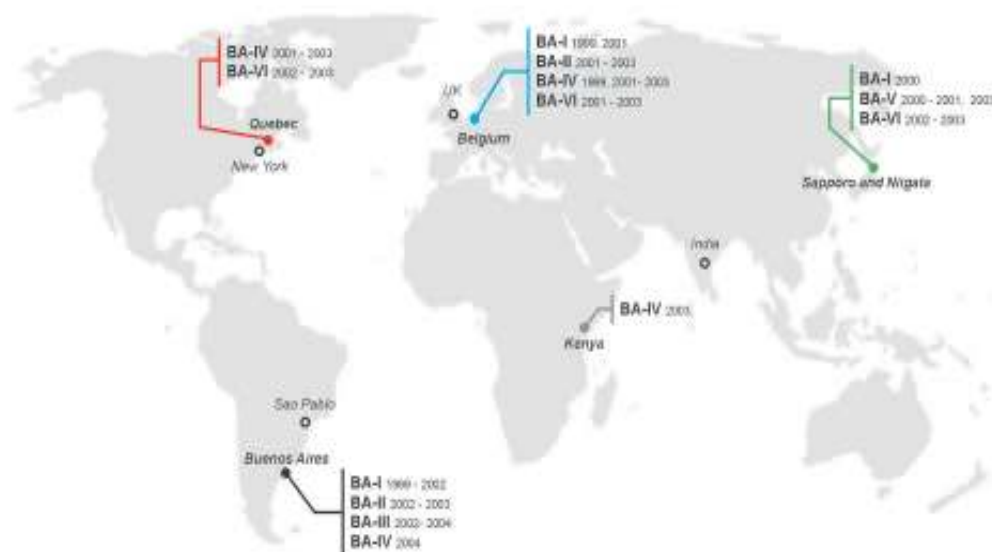 BA-IV 2001 - 2003
BA-VI 2002 - 2003
Quebec
New York
UK
Belgium
BA-I 1999, 2001
BA-II 2001 - 2003
BA-IV 1999, 2001- 2003
BA-VI 2001 - 2003
BA-I 2000
BA-V 2000 - 2001, 2003
BA-VI 2002 - 2003
Sapporo and Niigata
India
BA-IV 2003
Kenya
Sao Pablo
Buenos Aires
BA-I 1999 - 2002
BA-II 2002 - 2003
BA-III 2002- 2004
BA-IV 2004